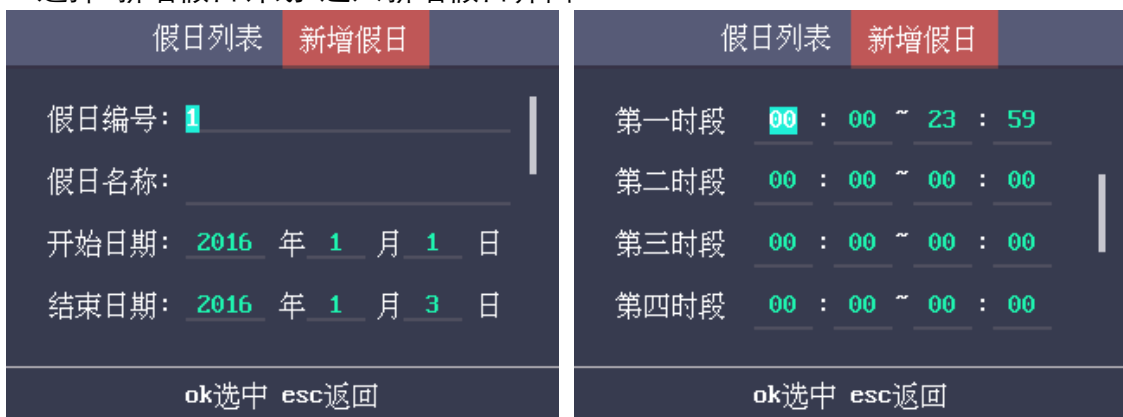 假日列表 新增假日
假日编号: 1
假日名称:
开始日期: 2016 年 1 月 1 日
结束日期: 2016 年 1 月 3 日
ok选中 esc返回
假日列表 新增假日
第一时段 00 : 00 ~ 23 : 59
第二时段 00 : 00 ~ 00 : 00
第三时段 00 : 00 ~ 00 : 00
第四时段 00 : 00 ~ 00 : 00
ok选中 esc返回